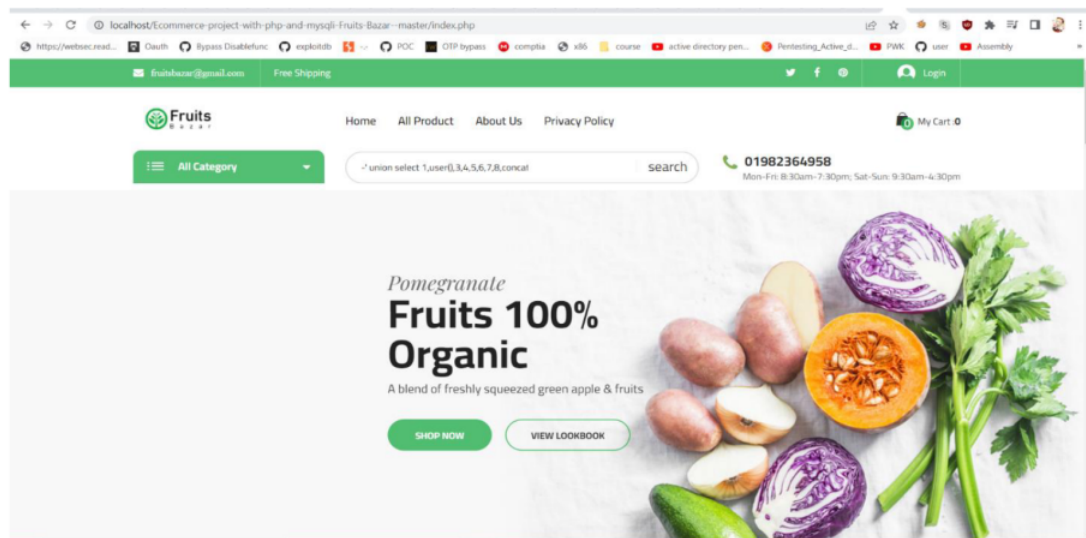 localhost/Ecommerce-project-with-php-and-mysqli-Fruits-Bazar--master/index.php
https://websec.read... Oauth Bypass Disablefunc exploitdb POC OTP bypass comptia x86 course active directory pen... Pentesting_Active_d... PWK user Assembly »
fruitsbazar@gmail.com Free Shipping Login
Fruits
Bazar
Home All Product About Us Privacy Policy
0 My Cart :0
All Category
-' union select 1,user(),3,4,5,6,7,8,concat search
01982364958
Mon-Fri: 8:30am-7:30pm; Sat-Sun: 9:30am-4:30pm
Pomegranate
Fruits 100%
Organic
A blend of freshly squeezed green apple & fruits
SHOP NOW VIEW LOOKBOOK